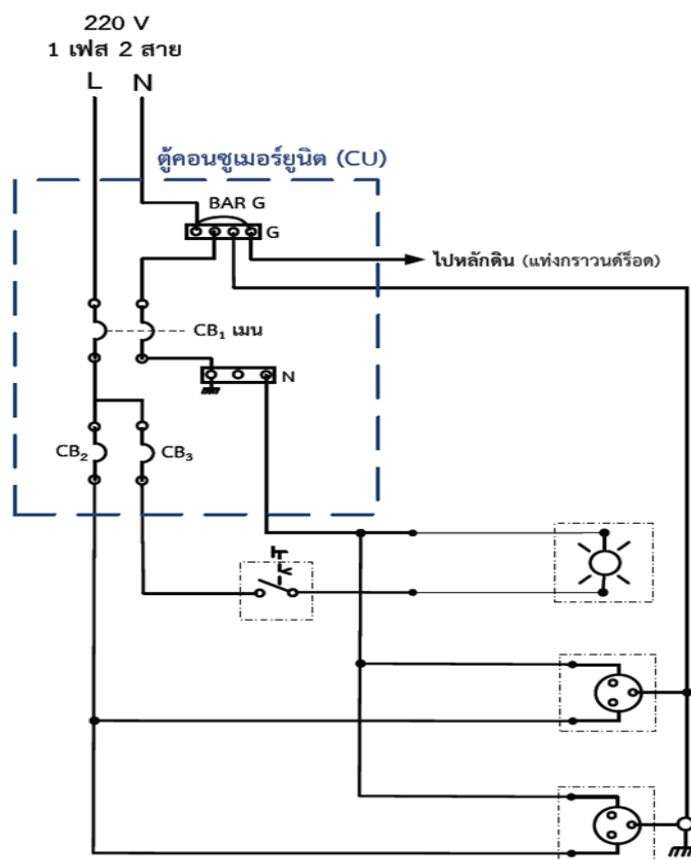 220 V
1 เฟส 2 สาย
L N
ตู้คอนซูเมอร์ยูนิต (CU)
BAR G
G
ไปหลักดิน (แท่งกราวนด์ร็อด)
CB₁ เมน
N
CB₂ CB₃